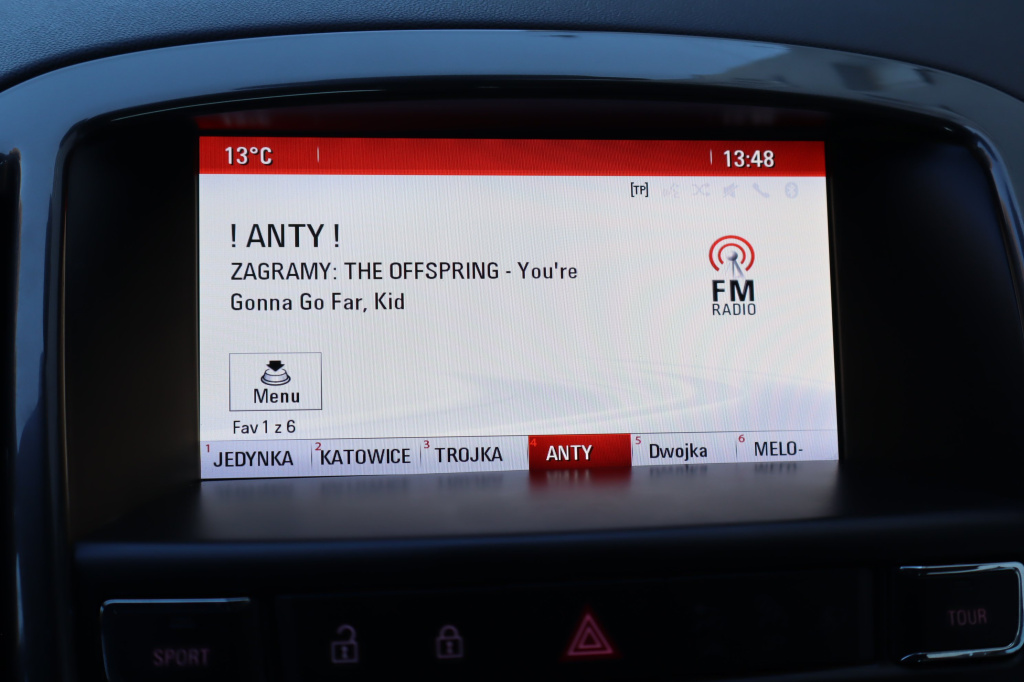 13°C 13:48
[TP]
! ANTY !
ZAGRAMY: THE OFFSPRING - You're
Gonna Go Far, Kid
FM
RADIO
Menu
Fav 1 z 6
1 JEDYNKA 2 KATOWICE 3 TROJKA 4 ANTY 5 Dwojka 6 MELO-
SPORT TOUR